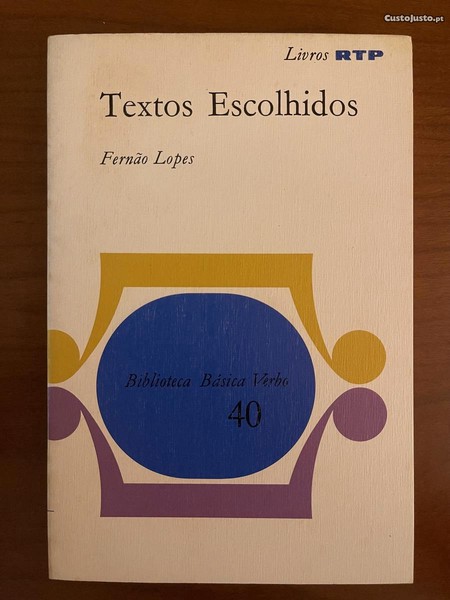 CustoJusto.pt
Livros RTP
Textos Escolhidos
Fernão Lopes
Biblioteca Básica Verbo
40